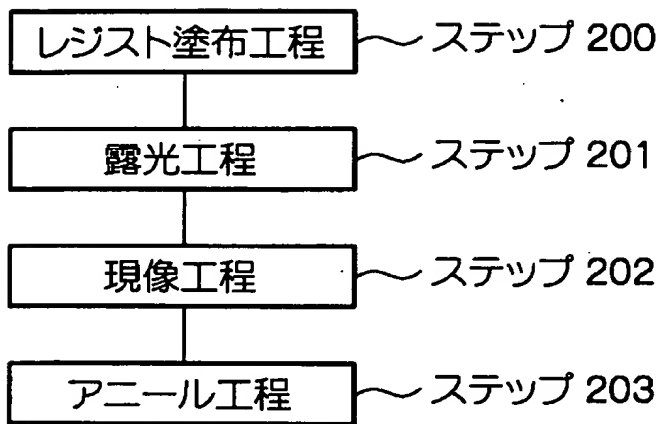 レジスト塗布工程 ステップ 200
露光工程 ステップ 201
現像工程 ステップ 202
アニール工程 ステップ 203